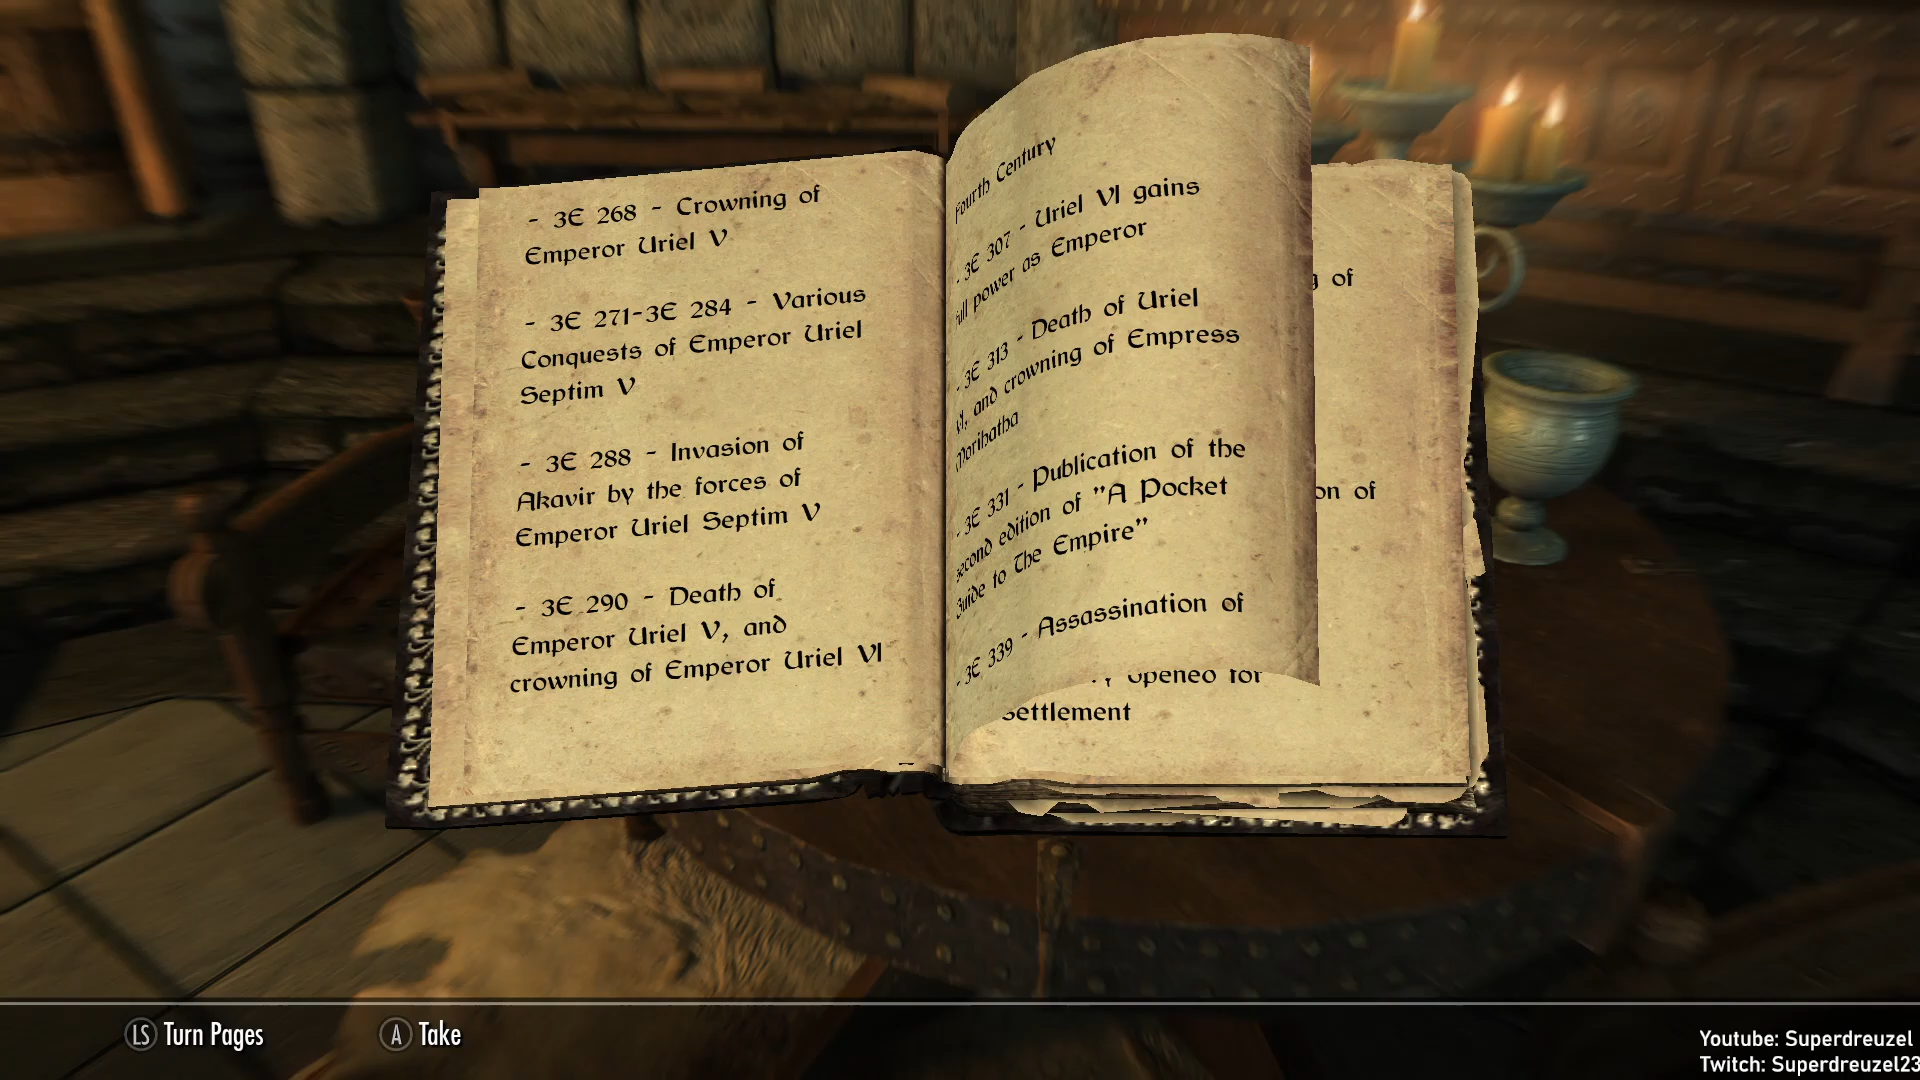 - 3E 268 - Crowning of
Emperor Uriel V
- 3E 271-3E 284 - Various
Conquests of Emperor Uriel
Septim V
- 3E 288 - Invasion of
Akavir by the forces of
Emperor Uriel Septim V
- 3E 290 - Death of
Emperor Uriel V, and
crowning of Emperor Uriel VI
Fourth Century
- 3E 307 - Uriel VI gains
full power as Emperor
- 3E 313 - Death of Uriel
VI, and crowning of Empress
Morihatha
- 3E 331 - Publication of the
second edition of "A Pocket
Guide to The Empire"
- 3E 339 - Assassination of
of
on of
opened for
Settlement
LS Turn Pages
A Take
Youtube: Superdreuzel
Twitch: Superdreuzel23